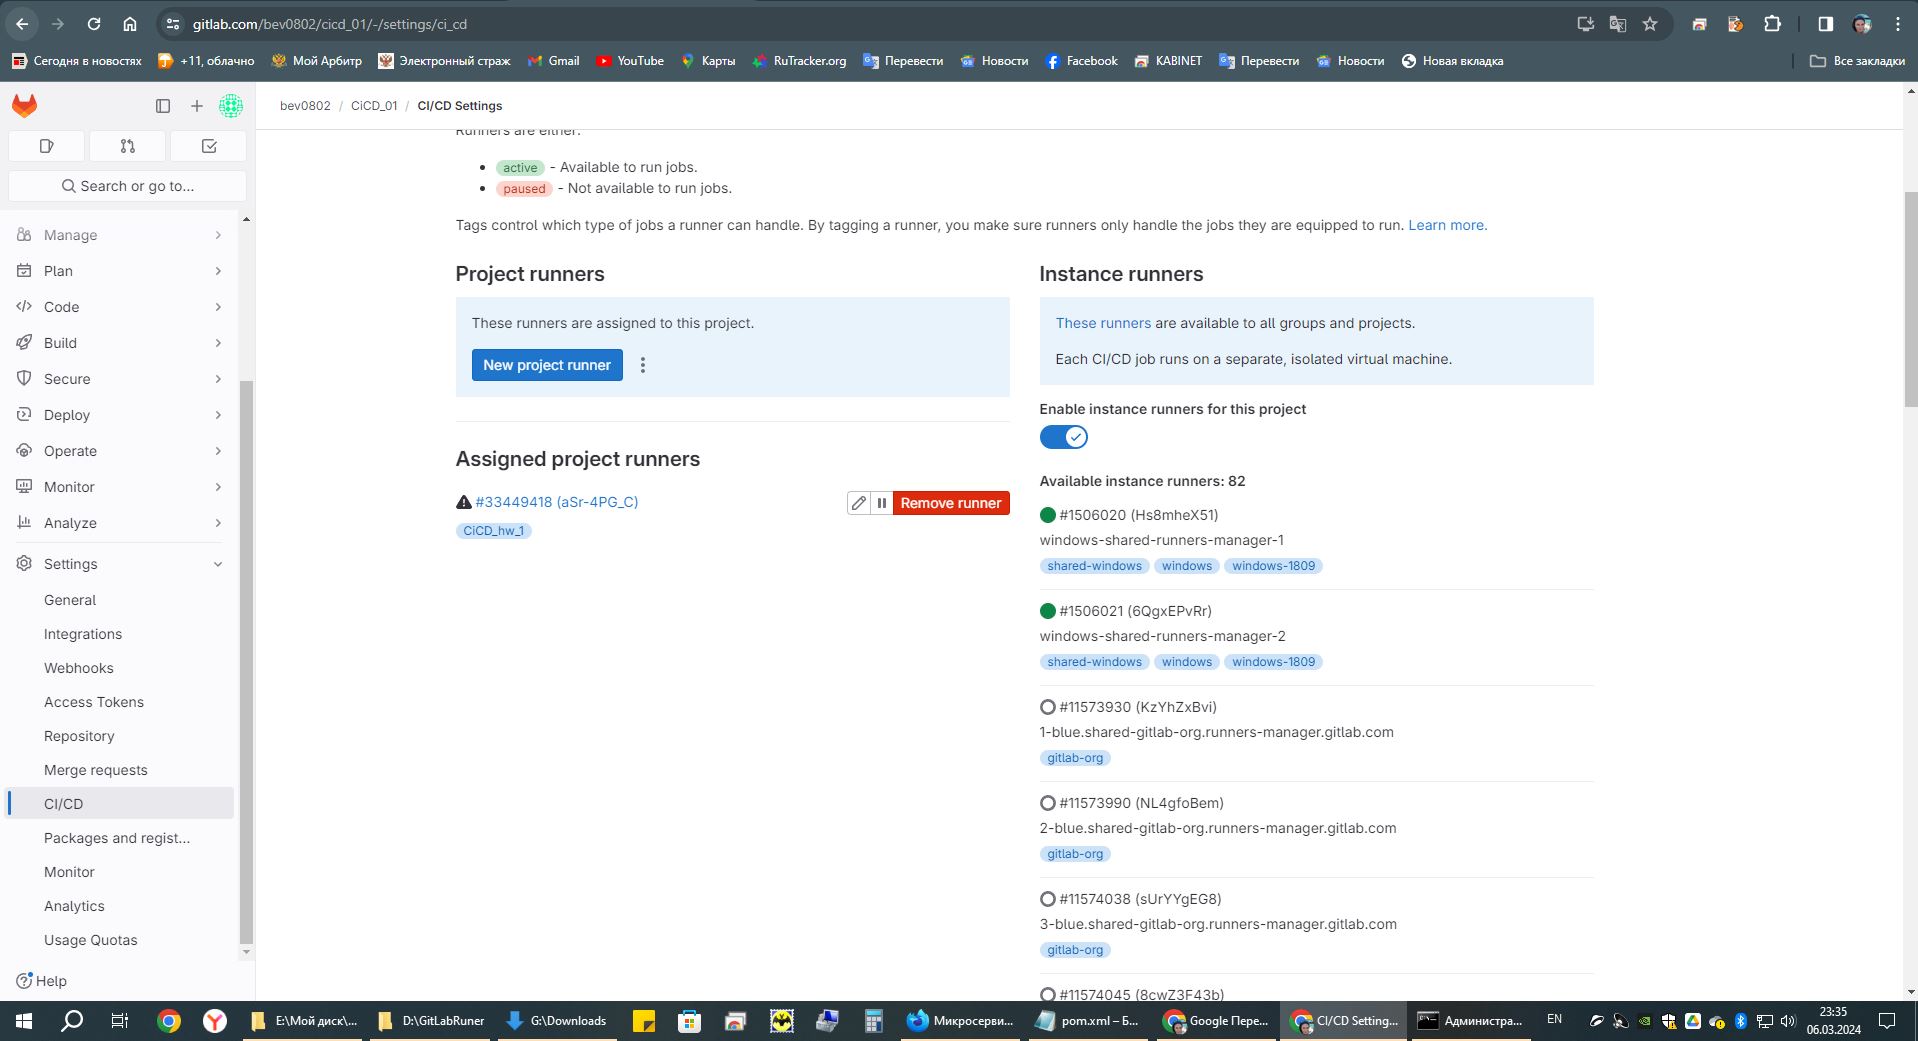 gitlab.com/bev0802/cicd_01/-/settings/ci_cd
Сегодня в новостях
+11, облачно
Мой Арбитр
Электронный страж
Gmail
YouTube
Карты
RuTracker.org
Перевести
Новости
Facebook
KABINET
Перевести
Новости
Новая вкладка
Все закладки
bev0802 / CiCD_01 / CI/CD Settings
Search or go to...
Manage
Plan
Code
Build
Secure
Deploy
Operate
Monitor
Analyze
Settings
General
Integrations
Webhooks
Access Tokens
Repository
Merge requests
CI/CD
Packages and regist...
Monitor
Analytics
Usage Quotas
Help
Runners are either:
active - Available to run jobs.
paused - Not available to run jobs.
Tags control which type of jobs a runner can handle. By tagging a runner, you make sure runners only handle the jobs they are equipped to run. Learn more.
Project runners
These runners are assigned to this project.
New project runner
Assigned project runners
#33449418 (aSr-4PG_C)
Remove runner
CiCD_hw_1
Instance runners
These runners are available to all groups and projects.
Each CI/CD job runs on a separate, isolated virtual machine.
Enable instance runners for this project
Available instance runners: 82
#1506020 (Hs8mheX51)
windows-shared-runners-manager-1
shared-windows windows windows-1809
#1506021 (6QgxEPvRr)
windows-shared-runners-manager-2
shared-windows windows windows-1809
#11573930 (KzYhZxBvi)
1-blue.shared-gitlab-org.runners-manager.gitlab.com
gitlab-org
#11573990 (NL4gfoBem)
2-blue.shared-gitlab-org.runners-manager.gitlab.com
gitlab-org
#11574038 (sUrYYgEG8)
3-blue.shared-gitlab-org.runners-manager.gitlab.com
gitlab-org
#11574045 (8cwZ3F43b)
E:\Мой диск\...
D:\GitLabRuner
G:\Downloads
Микросерви...
pom.xml – Б...
Google Пере...
CI/CD Setting...
Администра...
EN
23:35
06.03.2024